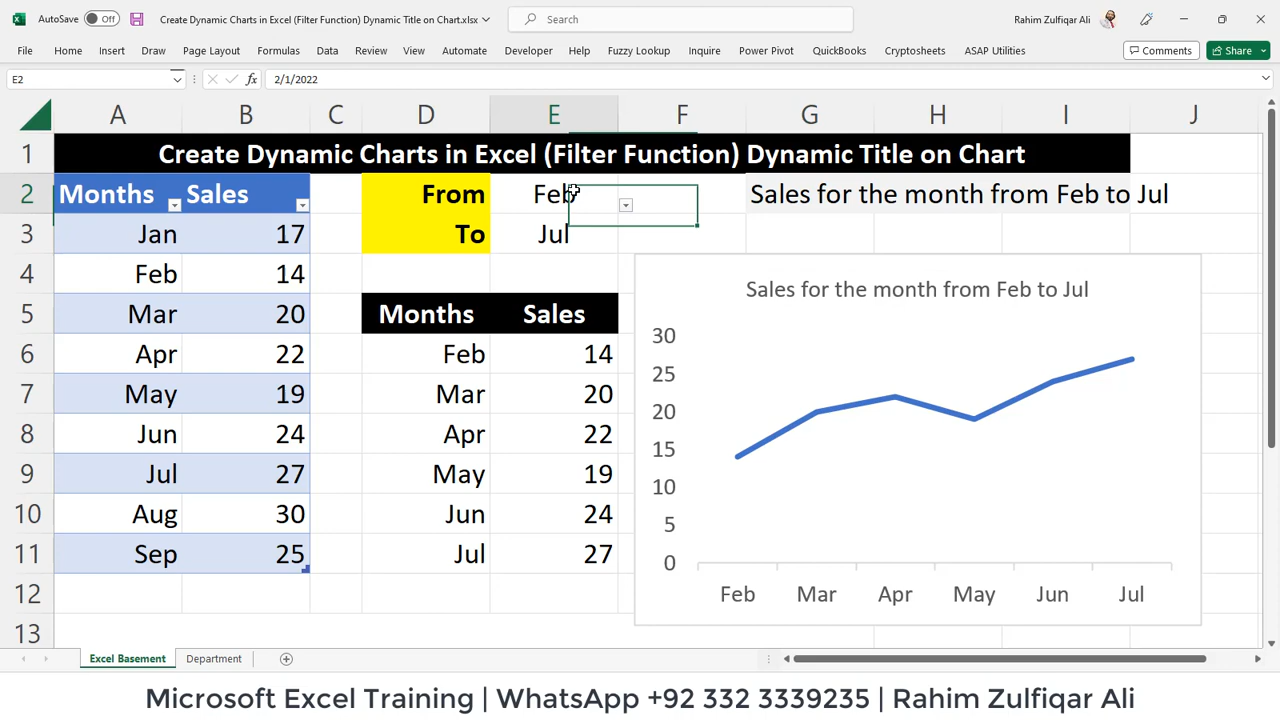 AutoSave Off Create Dynamic Charts in Excel (Filter Function) Dynamic Title on Chart.xlsx Search Rahim Zulfiqar Ali
File Home Insert Draw Page Layout Formulas Data Review View Automate Developer Help Fuzzy Lookup Inquire Power Pivot QuickBooks Cryptosheets ASAP Utilities Comments Share
E2 fx 2/1/2022
A B C D E F G H I J
1 Create Dynamic Charts in Excel (Filter Function) Dynamic Title on Chart
2 Months Sales From Feb Sales for the month from Feb to Jul
3 Jan 17 To Jul
4 Feb 14
5 Mar 20 Months Sales
6 Apr 22 Feb 14
7 May 19 Mar 20
8 Jun 24 Apr 22
9 Jul 27 May 19
10 Aug 30 Jun 24
11 Sep 25 Jul 27
12
13
Sales for the month from Feb to Jul
30
25
20
15
10
5
0
Feb Mar Apr May Jun Jul
Excel Basement Department
Microsoft Excel Training | WhatsApp +92 332 3339235 | Rahim Zulfiqar Ali